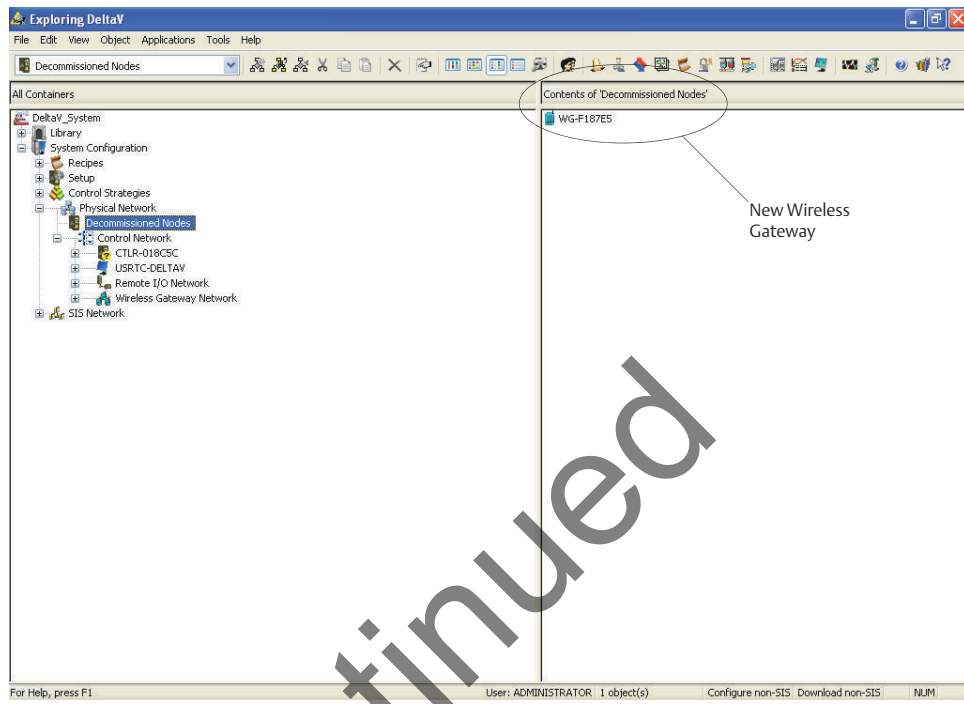 Exploring DeltaV
File Edit View Object Applications Tools Help
Decommissioned Nodes
All Containers
Contents of 'Decommissioned Nodes'
DeltaV_System
Library
System Configuration
Recipes
Setup
Control Strategies
Physical Network
Decommissioned Nodes
Control Network
CTLR-018C5C
USRTC-DELTAV
Remote I/O Network
Wireless Gateway Network
SIS Network
WG-F187E5
New Wireless
Gateway
tinued
For Help, press F1
User: ADMINISTRATOR 1 object(s) Configure non-SIS Download non-SIS NUM